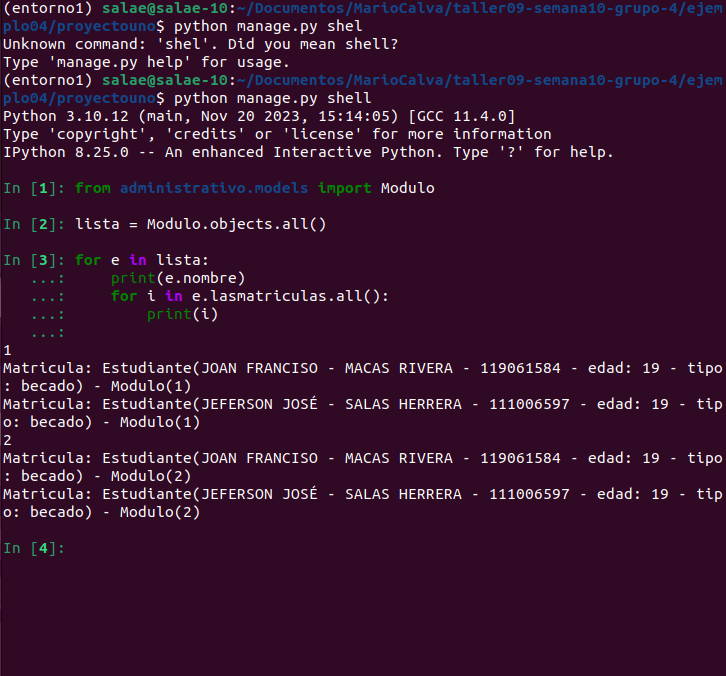 (entorno1) salae@salae-10:~/Documentos/MarioCalva/taller09-semana10-grupo-4/ejem
plo04/proyectouno$ python manage.py shel
Unknown command: 'shel'. Did you mean shell?
Type 'manage.py help' for usage.
(entorno1) salae@salae-10:~/Documentos/MarioCalva/taller09-semana10-grupo-4/ejem
plo04/proyectouno$ python manage.py shell
Python 3.10.12 (main, Nov 20 2023, 15:14:05) [GCC 11.4.0]
Type 'copyright', 'credits' or 'license' for more information
IPython 8.25.0 -- An enhanced Interactive Python. Type '?' for help.
In [1]: from administrativo.models import Modulo
In [2]: lista = Modulo.objects.all()
In [3]: for e in lista:
   ...:     print(e.nombre)
   ...:     for i in e.lasmatriculas.all():
   ...:         print(i)
   ...:
1
Matricula: Estudiante(JOAN FRANCISO - MACAS RIVERA - 119061584 - edad: 19 - tipo
: becado) - Modulo(1)
Matricula: Estudiante(JEFERSON JOSÉ - SALAS HERRERA - 111006597 - edad: 19 - tip
o: becado) - Modulo(1)
2
Matricula: Estudiante(JOAN FRANCISO - MACAS RIVERA - 119061584 - edad: 19 - tipo
: becado) - Modulo(2)
Matricula: Estudiante(JEFERSON JOSÉ - SALAS HERRERA - 111006597 - edad: 19 - tip
o: becado) - Modulo(2)
In [4]: